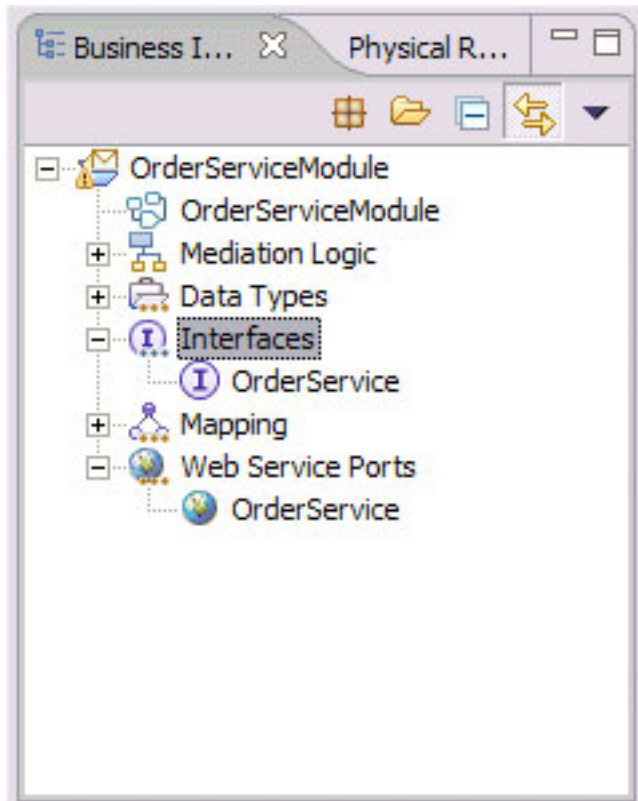 Business I... Physical R...
OrderServiceModule
OrderServiceModule
Mediation Logic
Data Types
Interfaces
OrderService
Mapping
Web Service Ports
OrderService